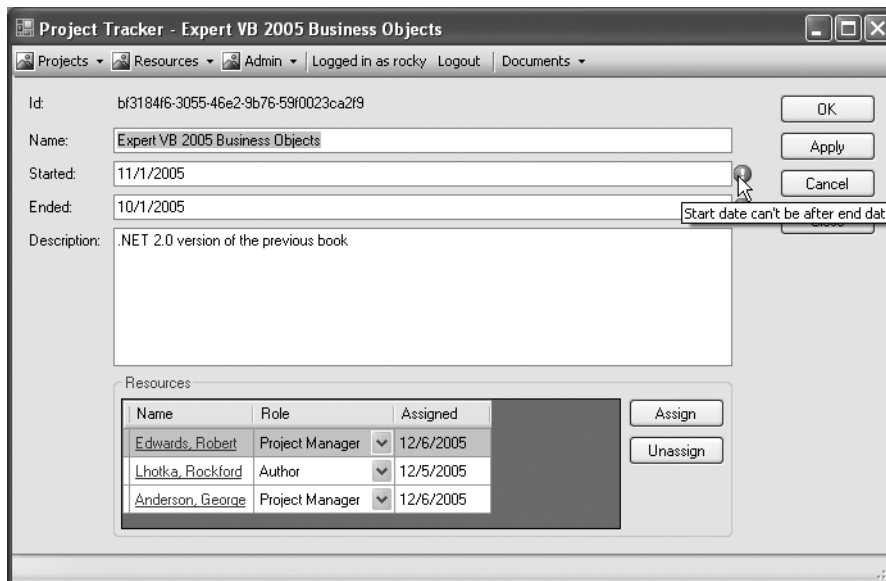 Project Tracker - Expert VB 2005 Business Objects
Projects Resources Admin Logged in as rocky Logout Documents
Id: bf3184f6-3055-46e2-9b76-59f0023ca2f9
OK
Name: Expert VB 2005 Business Objects
Apply
Started: 11/1/2005
Cancel
Ended: 10/1/2005
Start date can't be after end dat
Close
Description: .NET 2.0 version of the previous book
Resources
Name Role Assigned
Assign
Edwards, Robert Project Manager 12/6/2005
Unassign
Lhotka, Rockford Author 12/5/2005
Anderson, George Project Manager 12/6/2005